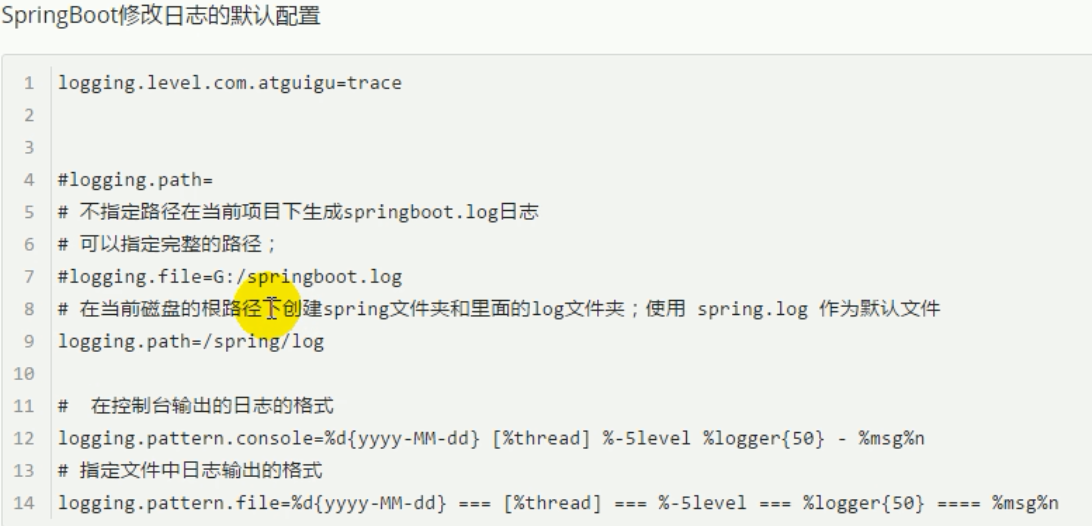 SpringBoot修改日志的默认配置
1 logging.level.com.atguigu=trace
2
3
4 #logging.path=
5 # 不指定路径在当前项目下生成springboot.log日志
6 # 可以指定完整的路径；
7 #logging.file=G:/springboot.log
8 # 在当前磁盘的根路径下创建spring文件夹和里面的log文件夹；使用 spring.log 作为默认文件
9 logging.path=/spring/log
10
11 #  在控制台输出的日志的格式
12 logging.pattern.console=%d{yyyy-MM-dd} [%thread] %-5level %logger{50} - %msg%n
13 # 指定文件中日志输出的格式
14 logging.pattern.file=%d{yyyy-MM-dd} === [%thread] === %-5level === %logger{50} ==== %msg%n